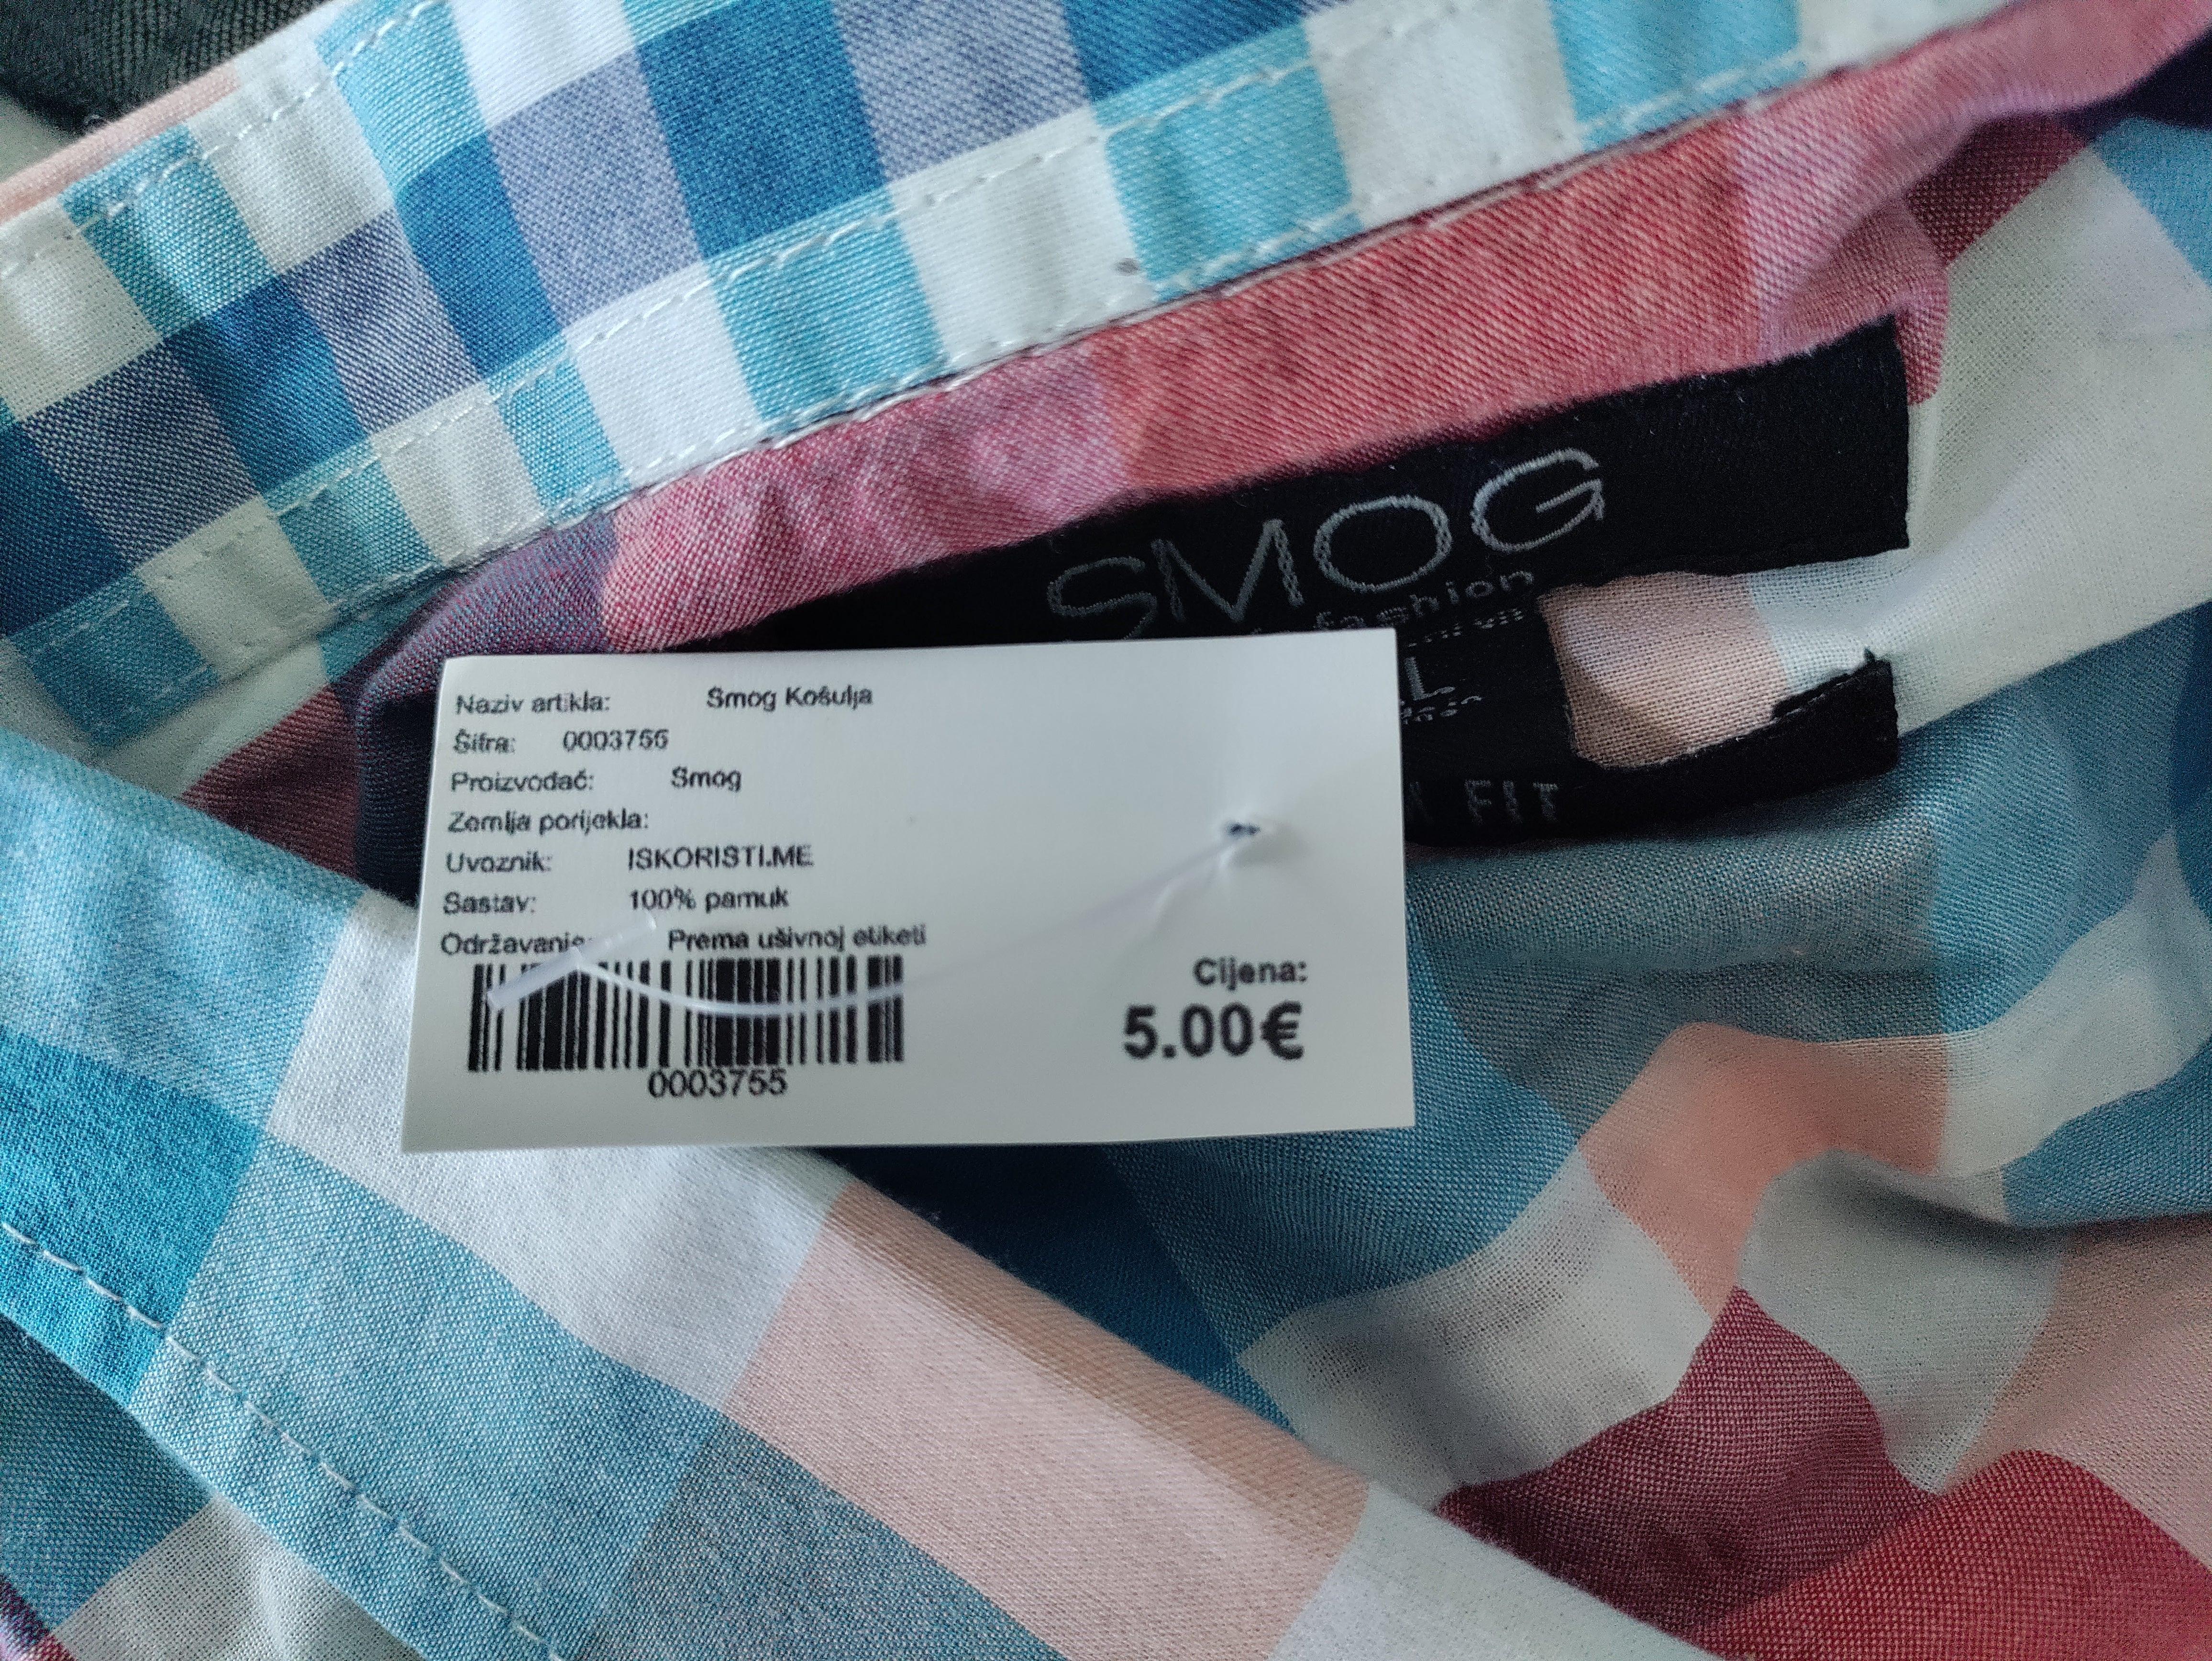 SMOG
fashion
L
FIT
Naziv artikla: Smog Košulja
Šifra: 0003755
Proizvođač: Smog
Zemlja porijekla:
Uvoznik: ISKORISTI.ME
Sastav: 100% pamuk
Održavanje: Prema ušivnoj etiketi
0003755
Cijena:
5.00€